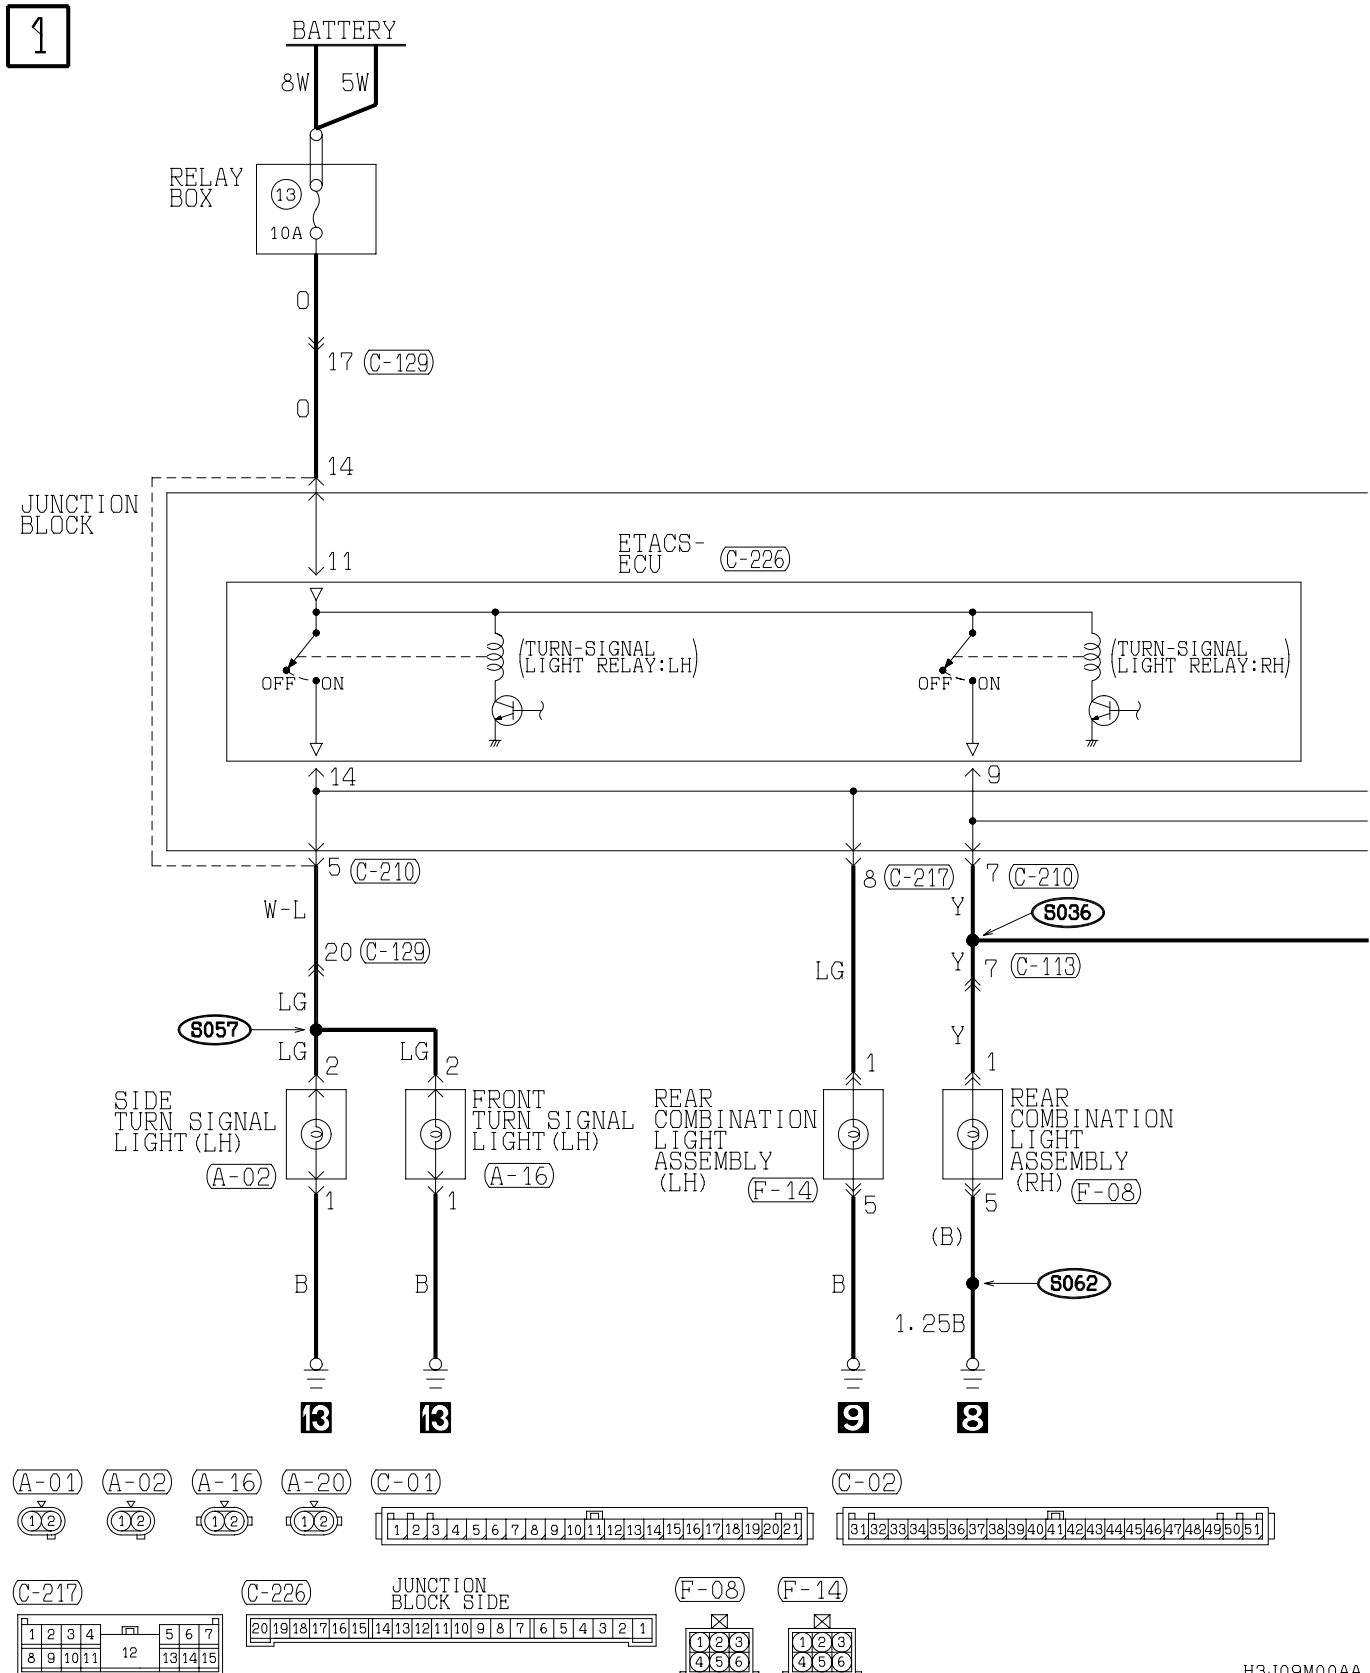 1
BATTERY
8W 5W
RELAY
BOX
13
10A
O
17 (C-129)
O
14
JUNCTION
BLOCK
11
ETACS-
ECU (C-226)
(TURN-SIGNAL
LIGHT RELAY:LH)
(TURN-SIGNAL
LIGHT RELAY:RH)
OFF ON
OFF ON
14
9
5 (C-210)
8 (C-217)
7 (C-210)
W-L
Y
S036
20 (C-129)
LG
Y
7 (C-113)
LG
S057
LG
2
LG
2
Y
1
1
SIDE
TURN SIGNAL
LIGHT(LH)
(A-02)
FRONT
TURN SIGNAL
LIGHT(LH)
(A-16)
REAR
COMBINATION
LIGHT
ASSEMBLY
(LH)
(F-14)
REAR
COMBINATION
LIGHT
ASSEMBLY
(RH)
(F-08)
1
1
5
5
(B)
B
B
B
S062
1.25B
13
13
9
8
(A-01) (A-02) (A-16) (A-20) (C-01) (C-02)
1 2 1 2 1 2 1 2
1 2 3 4 5 6 7 8 9 10 11 12 13 14 15 16 17 18 19 20 21
31 32 33 34 35 36 37 38 39 40 41 42 43 44 45 46 47 48 49 50 51
(C-217) (C-226)
JUNCTION
BLOCK SIDE
(F-08) (F-14)
1 2 3 4 5 6 7
8 9 10 11 12 13 14 15
20 19 18 17 16 15 14 13 12 11 10 9 8 7 6 5 4 3 2 1
1 2 3
4 5 6
1 2 3
4 5 6
H3J09M00AA